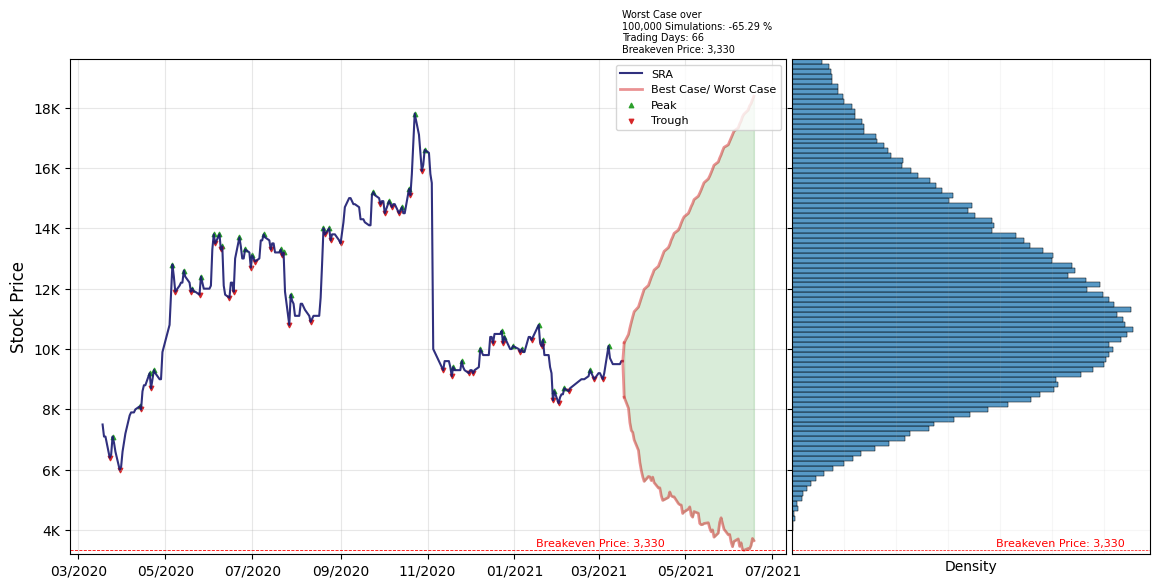 Worst Case over
100,000 Simulations: -65.29 %
Trading Days: 66
Breakeven Price: 3,330
SRA
Best Case/ Worst Case
Peak
Trough
Stock Price
18K
16K
14K
12K
10K
8K
6K
4K
Breakeven Price: 3,330
Breakeven Price: 3,330
03/2020
05/2020
07/2020
09/2020
11/2020
01/2021
03/2021
05/2021
07/2021
Density